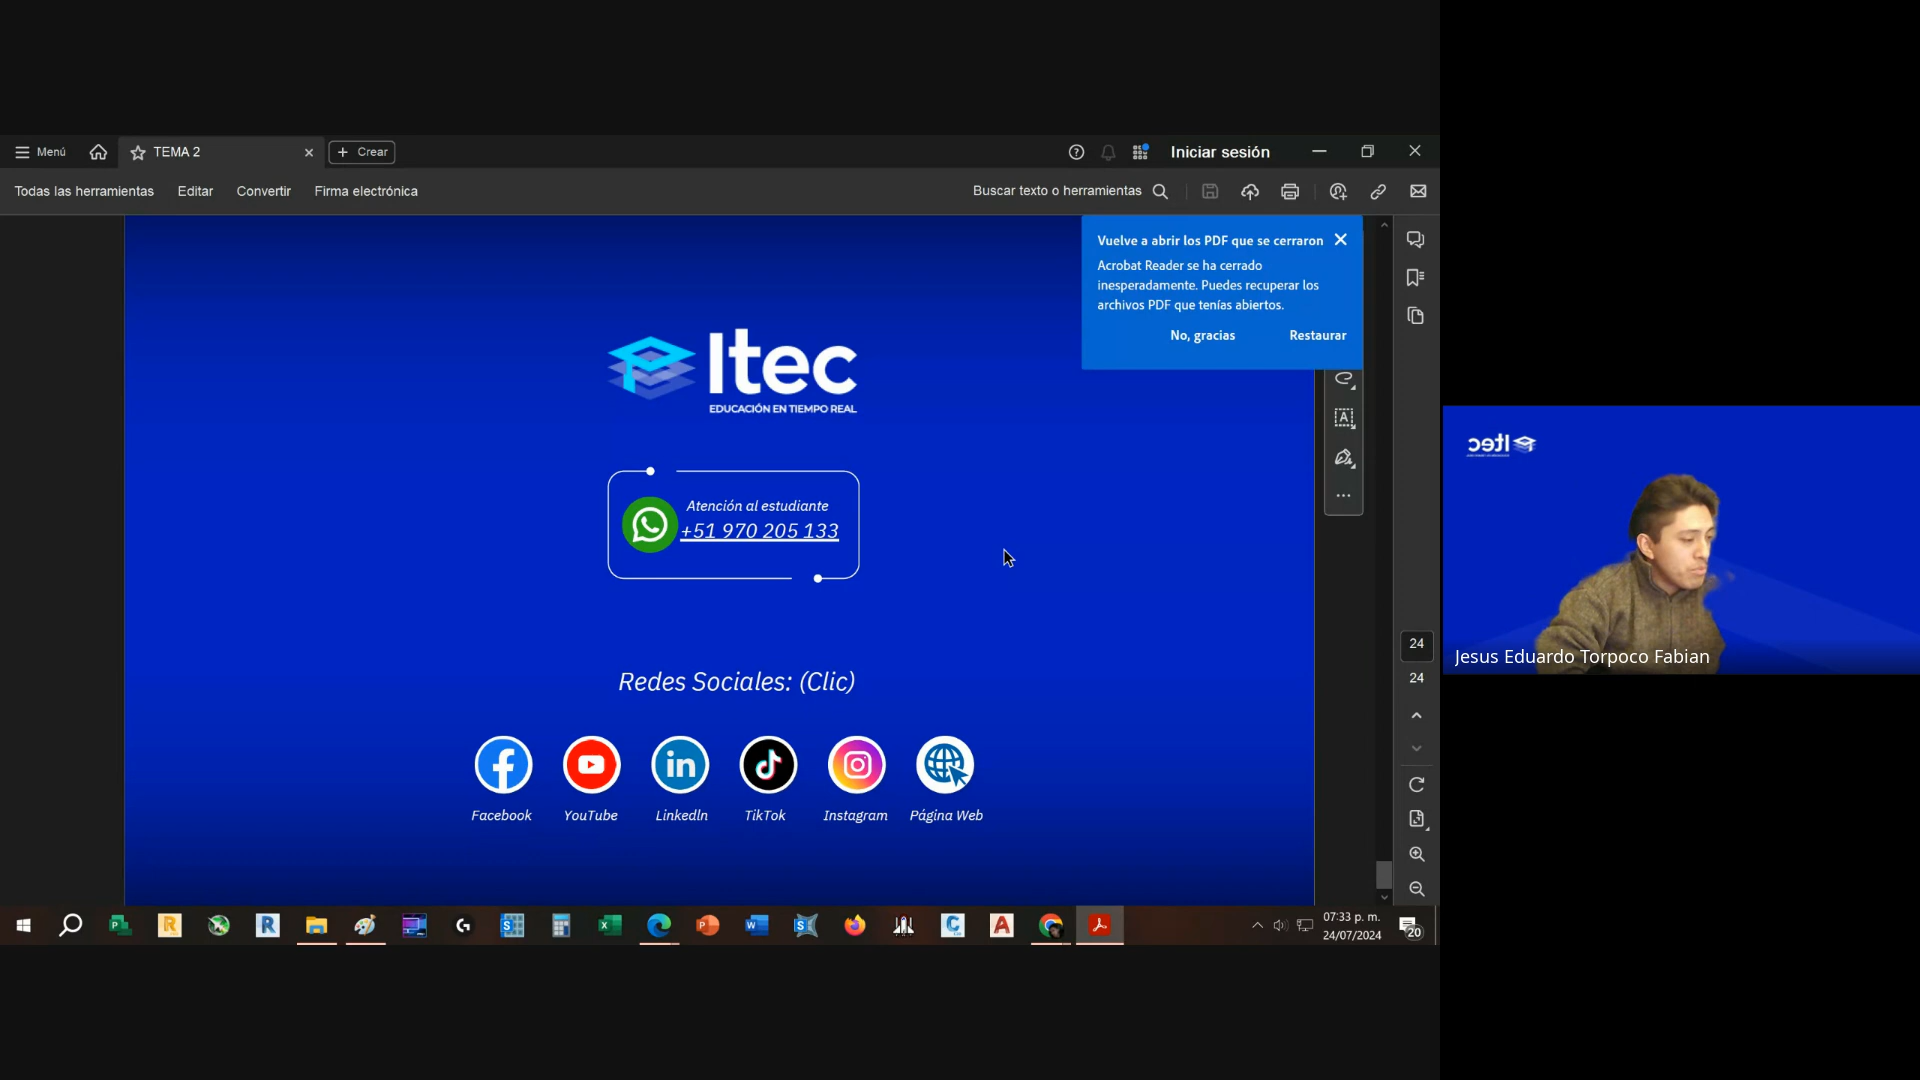 Menú
TEMA 2
Crear
Iniciar sesión
Todas las herramientas
Editar
Convertir
Firma electrónica
Buscar texto o herramientas
Vuelve a abrir los PDF que se cerraron
Acrobat Reader se ha cerrado
inesperadamente. Puedes recuperar los
archivos PDF que tenías abiertos.
No, gracias
Restaurar
Itec
EDUCACIÓN EN TIEMPO REAL
Atención al estudiante
+51 970 205 133
Redes Sociales: (Clic)
Facebook
YouTube
Linkedln
TikTok
Instagram
Página Web
24
24
07:33 p. m.
24/07/2024
20
Itec
Jesus Eduardo Torpoco Fabian